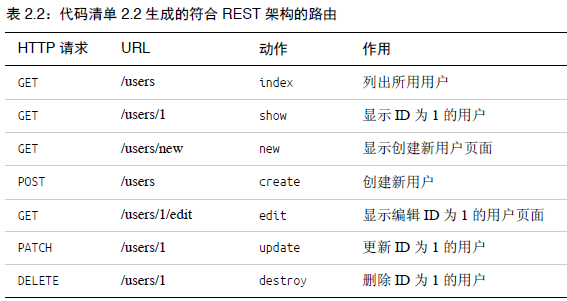 表 2.2：代码清单 2.2 生成的符合 REST 架构的路由
HTTP 请求 URL 动作 作用
GET /users index 列出所用用户
GET /users/1 show 显示 ID 为 1 的用户
GET /users/new new 显示创建新用户页面
POST /users create 创建新用户
GET /users/1/edit edit 显示编辑 ID 为 1 的用户页面
PATCH /users/1 update 更新 ID 为 1 的用户
DELETE /users/1 destroy 删除 ID 为 1 的用户